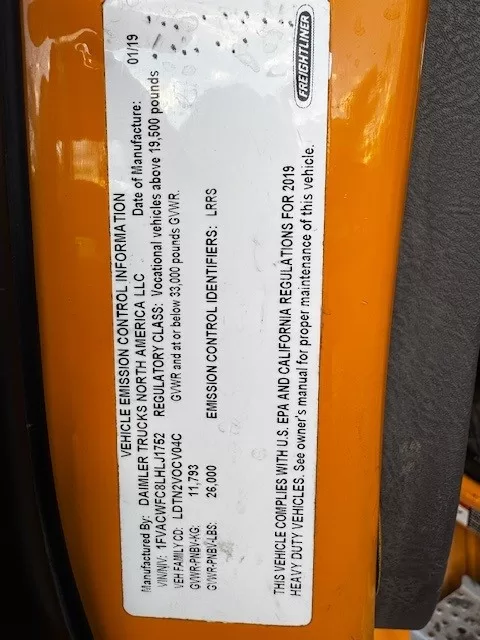 VEHICLE EMISSION CONTROL INFORMATION
Manufactured By: DAIMLER TRUCKS NORTH AMERICA LLC Date of Manufacture: 01/19
VIN/NIV: 1FVACWFC8LHLJ1752 REGULATORY CLASS: Vocational vehicles above 19,500 pounds
VEH FAMILY CD: LDTN2VOCV04C GVWR and at or below 33,000 pounds GVWR.
GVWR-PNBV-KG: 11,793
GVWR-PNBV-LBS: 26,000 EMISSION CONTROL IDENTIFIERS: LRRS
THIS VEHICLE COMPLIES WITH U.S. EPA AND CALIFORNIA REGULATIONS FOR 2019
HEAVY DUTY VEHICLES. See owner's manual for proper maintenance of this vehicle.
FREIGHTLINER